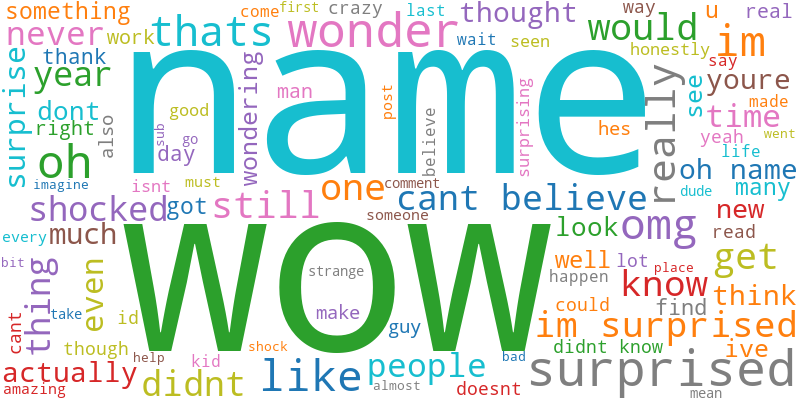 something come first crazy last thought way u real
never work thats wonder wait seen would honestly im
thank say
year name youre
surprise dont wondering man post surprising really see made
right also good believe hes time
sub go yeah
oh day life went
imagine isnt must comment oh name dude many
shocked got still one cant believe new
someone
every much wow look omg read
bit strange well lot place get
thing even happen know
take id make could find think
cant guy im surprised
though shock didnt know ive
help kid bad
actually didnt like people surprised
amazing almost doesnt mean